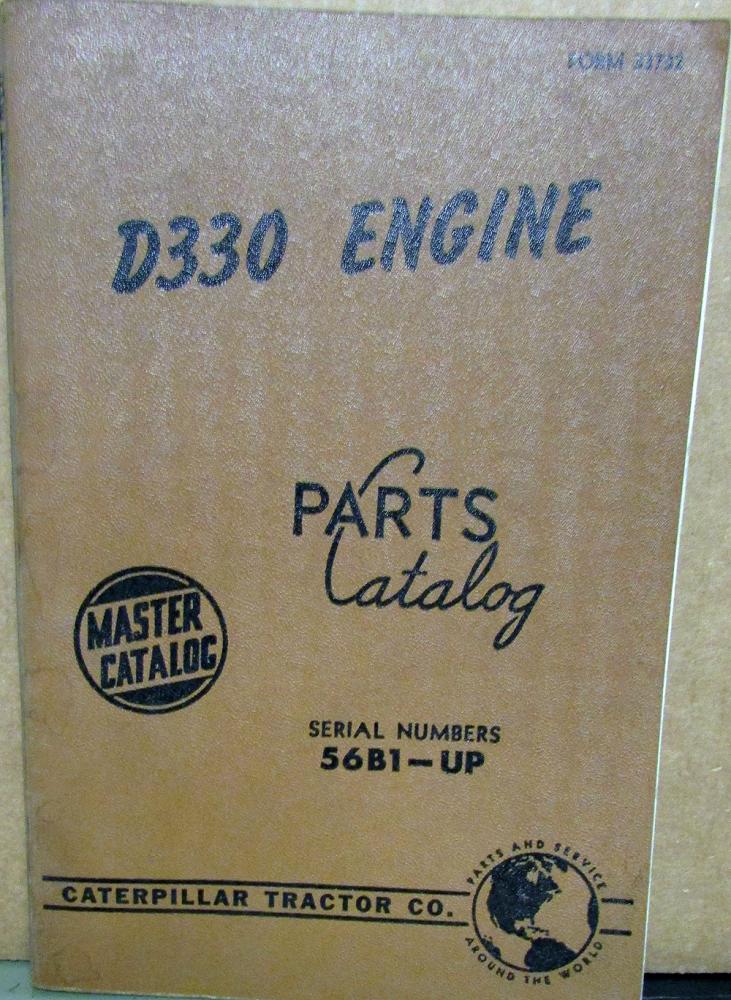 FORM 33732
D330 ENGINE
PARTS
Catalog
MASTER
CATALOG
SERIAL NUMBERS
56B1-UP
CATERPILLAR TRACTOR CO.
PARTS AND SERVICE
AROUND THE WORLD